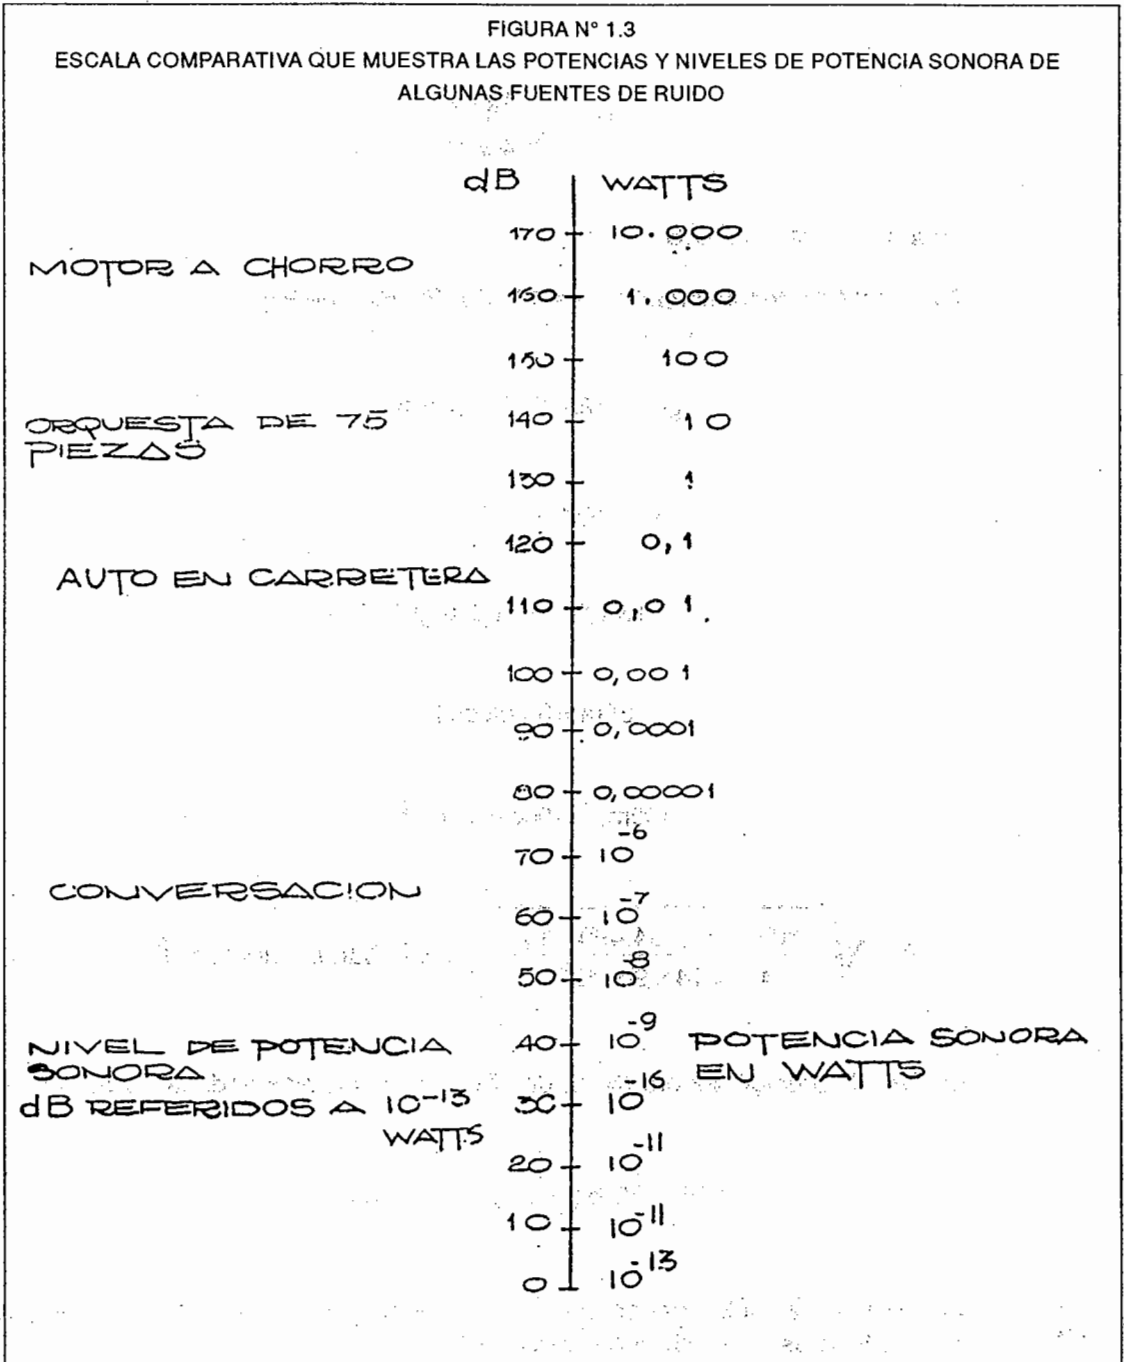 FIGURA N° 1.3
ESCALA COMPARATIVA QUE MUESTRA LAS POTENCIAS Y NIVELES DE POTENCIA SONORA DE
ALGUNAS FUENTES DE RUIDO
dB WATTS
170 10.000
MOTOR A CHORRO
160 1.000
150 100
ORQUESTA DE 75
PIEZAS
140 10
130 1
120 0,1
AUTO EN CARRETERA
110 0,01
100 0,001
90 0,0001
80 0,00001
70 10-6
CONVERSACION
60 10-7
50 10-8
40 10-9
NIVEL DE POTENCIA
SONORA
dB REFERIDOS A 10-13
WATTS
POTENCIA SONORA
EN WATTS
30 10-16
20 10-11
10 10-11
0 10-13